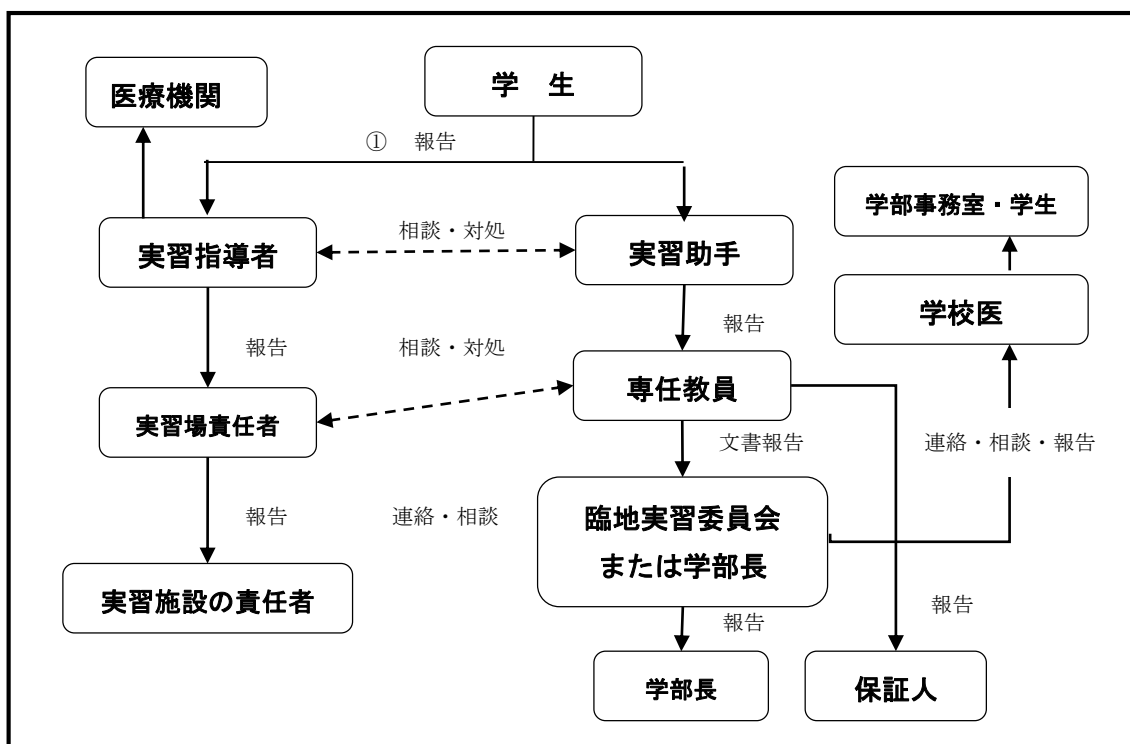 学 生
医療機関
① 報告
学部事務室・学生
実習指導者
相談・対処
実習助手
学校医
報告
相談・対処
報告
実習場責任者
専任教員
文書報告
連絡・相談・報告
報告
連絡・相談
臨地実習委員会
または学部長
実習施設の責任者
報告
報告
学部長
保証人